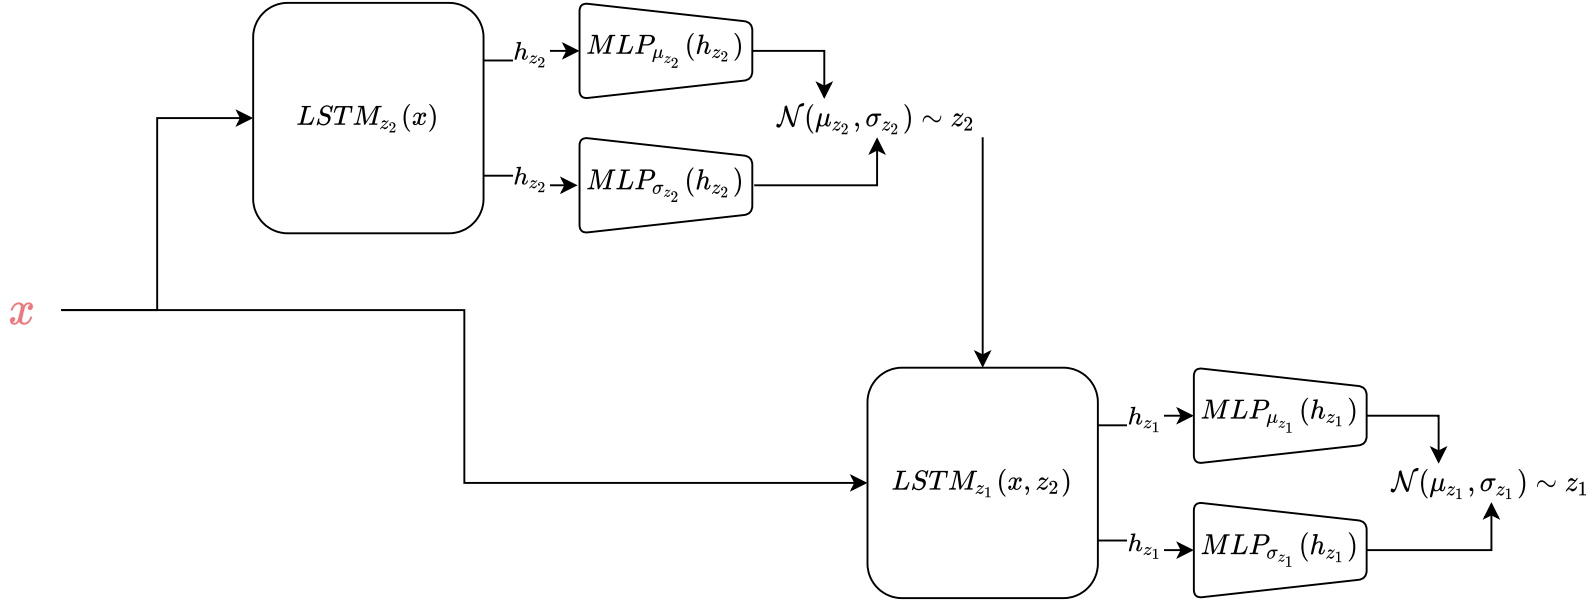 h_{z_2}
MLP_{μ_{z_2}}(h_{z_2})
LSTM_{z_2}(x)
𝒩(μ_{z_2}, σ_{z_2}) ∼ z_2
h_{z_2}
MLP_{σ_{z_2}}(h_{z_2})
x
h_{z_1}
MLP_{μ_{z_1}}(h_{z_1})
LSTM_{z_1}(x, z_2)
𝒩(μ_{z_1}, σ_{z_1}) ∼ z_1
h_{z_1}
MLP_{σ_{z_1}}(h_{z_1})